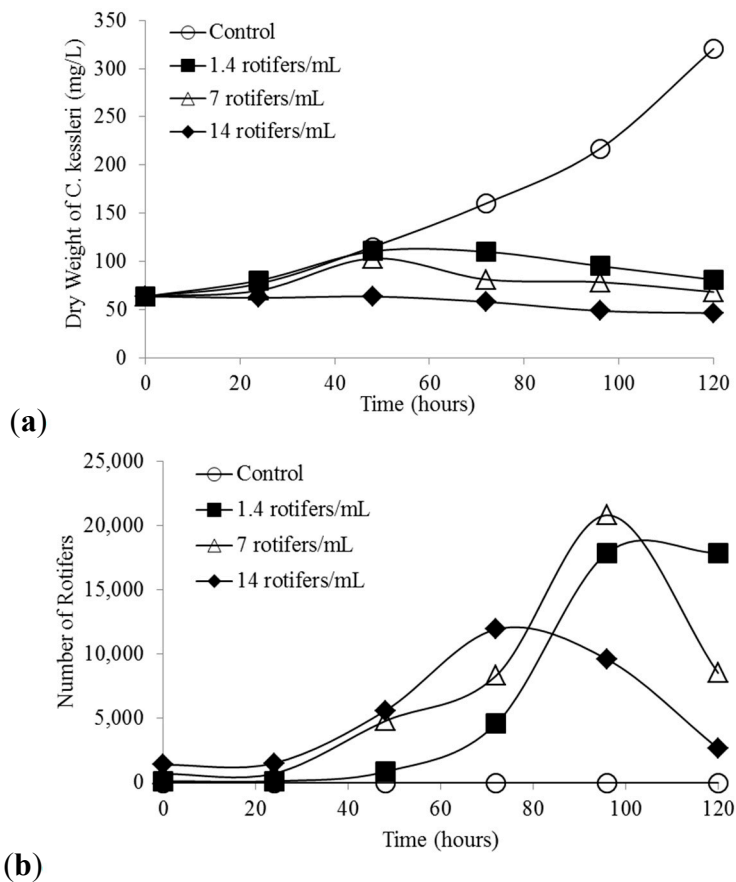 350
300
250
200
150
100
50
0
Dry Weight of C. kessleri (mg/L)
Control
1.4 rotifers/mL
7 rotifers/mL
14 rotifers/mL
0 20 40 60 80 100 120
Time (hours)
(a)
25,000
20,000
15,000
10,000
5,000
0
Number of Rotifers
Control
1.4 rotifers/mL
7 rotifers/mL
14 rotifers/mL
0 20 40 60 80 100 120
Time (hours)
(b)